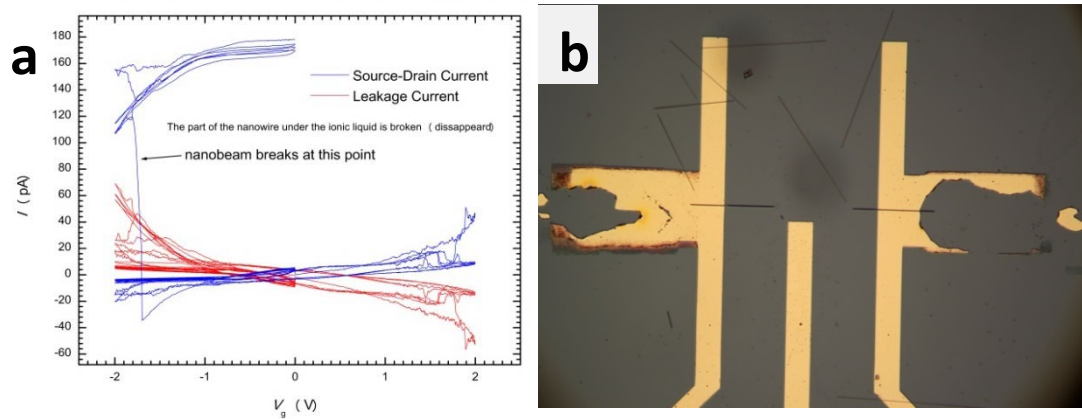 a
b
180
160
140
120
100
80
60
40
20
0
-20
-40
-60
I (pA)
Source-Drain Current
Leakage Current
The part of the nanowire under the ionic liquid is broken ( dissappeard )
nanobeam breaks at this point
-2 -1 0 1 2
Vg ( V )